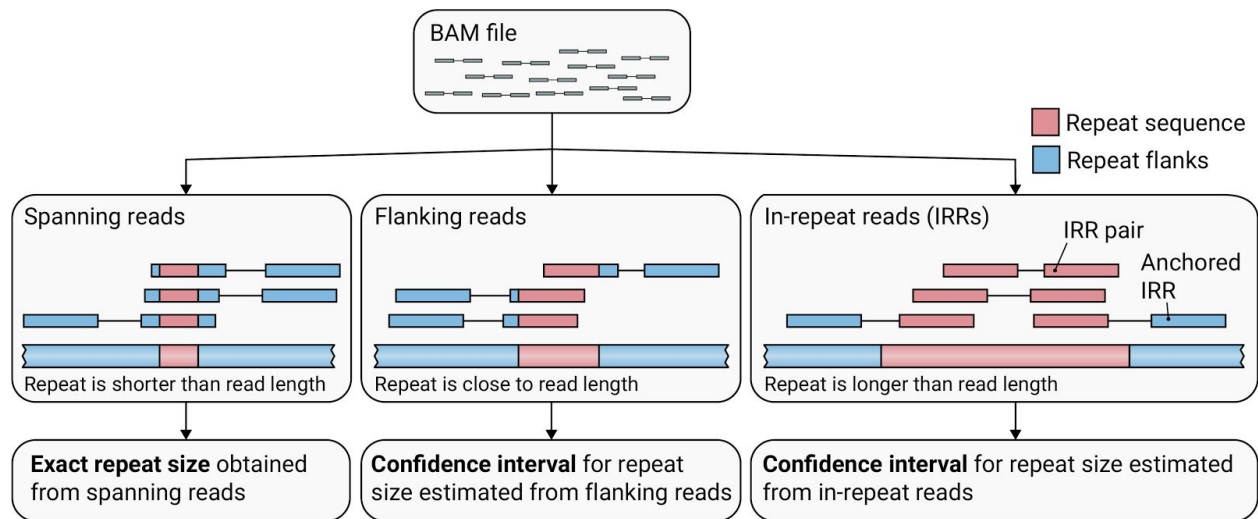 BAM file
Repeat sequence
Repeat flanks
Spanning reads
Repeat is shorter than read length
Exact repeat size obtained
from spanning reads
Flanking reads
Repeat is close to read length
Confidence interval for repeat
size estimated from flanking reads
In-repeat reads (IRRs)
IRR pair
Anchored
IRR
Repeat is longer than read length
Confidence interval for repeat size estimated
from in-repeat reads